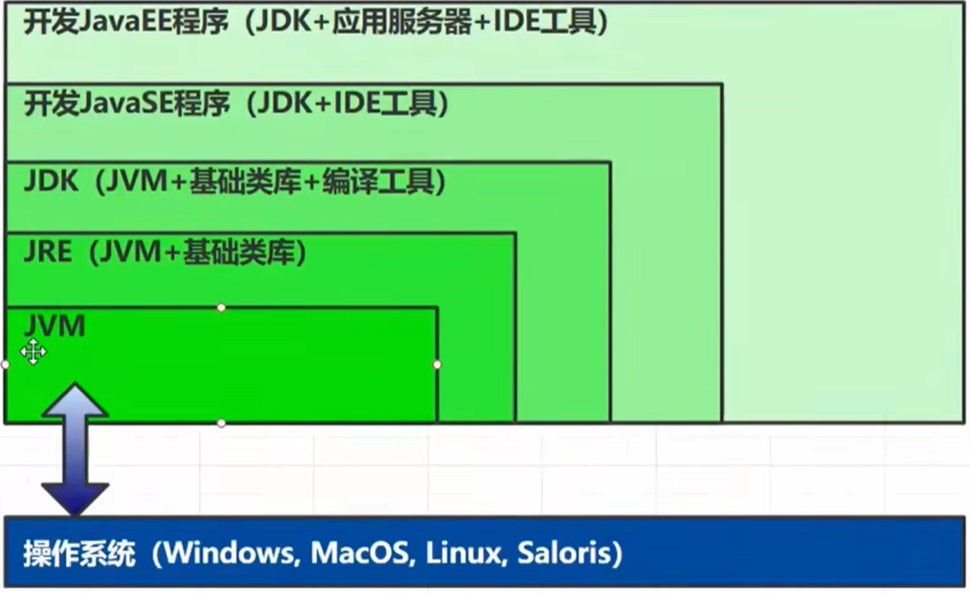 开发JavaEE程序（JDK+应用服务器+IDE工具）
开发JavaSE程序（JDK+IDE工具）
JDK（JVM+基础类库+编译工具）
JRE（JVM+基础类库）
JVM
操作系统（Windows, MacOS, Linux, Saloris）